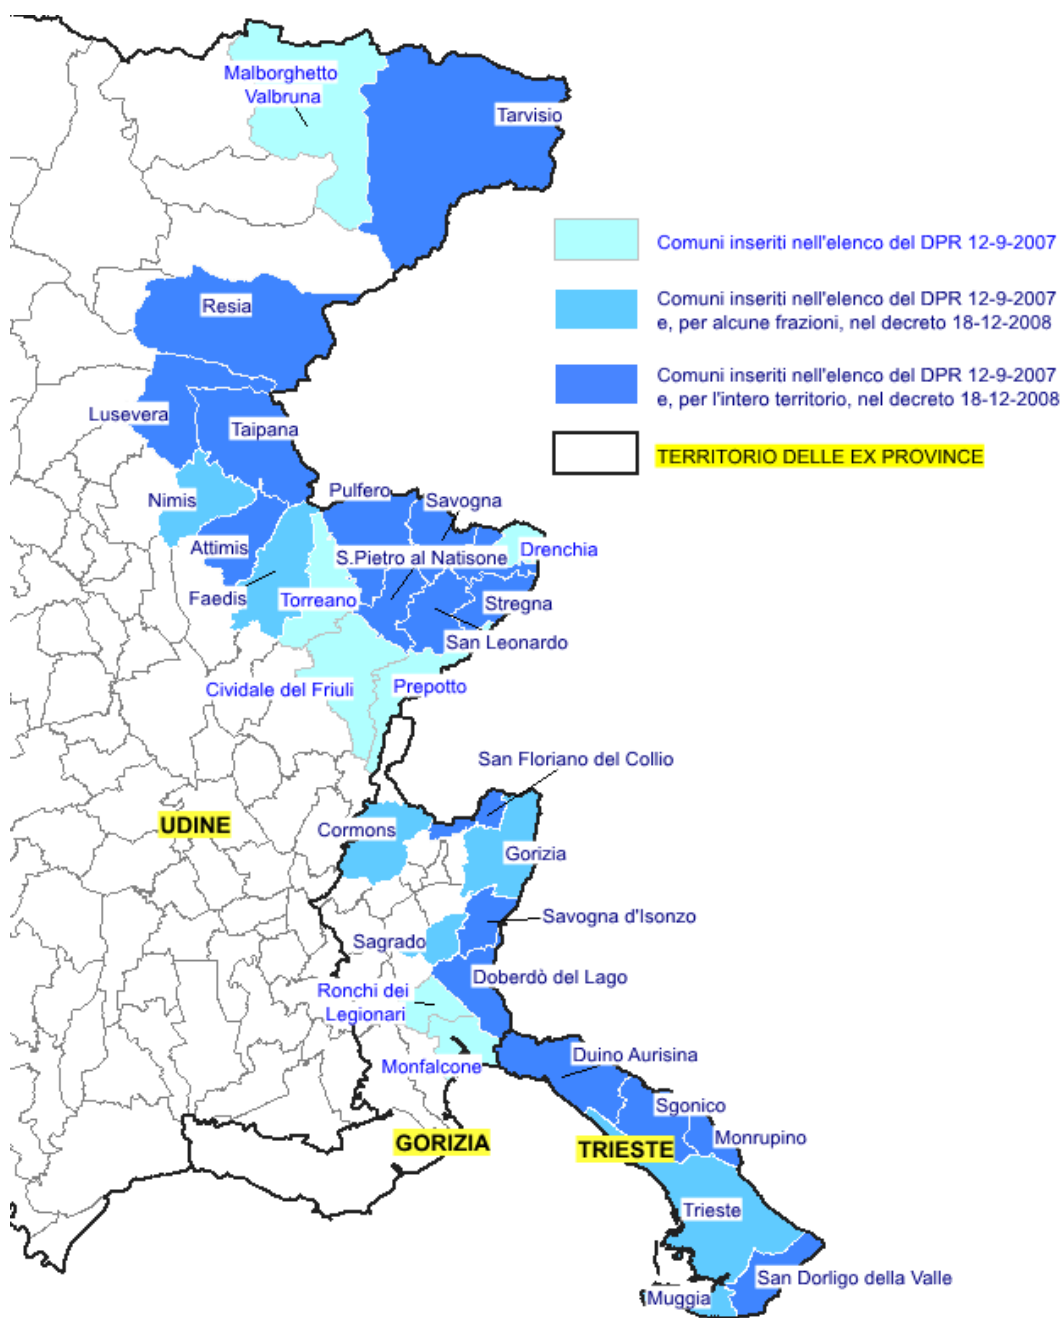 Malborghetto
Valbruna
Tarvisio
Comuni inseriti nell'elenco del DPR 12-9-2007
Comuni inseriti nell'elenco del DPR 12-9-2007
e, per alcune frazioni, nel decreto 18-12-2008
Comuni inseriti nell'elenco del DPR 12-9-2007
e, per l'intero territorio, nel decreto 18-12-2008
TERRITORIO DELLE EX PROVINCE
Resia
Lusevera
Taipana
Nimis
Pulfero
Savogna
Attimis
S.Pietro al Natisone
Drenchia
Faedis
Torreano
Stregna
San Leonardo
Cividale del Friuli
Prepotto
San Floriano del Collio
UDINE
Cormons
Gorizia
Savogna d'Isonzo
Sagrado
Doberdò del Lago
Ronchi dei
Legionari
Monfalcone
Duino Aurisina
Sgonico
GORIZIA
TRIESTE
Monrupino
Trieste
San Dorligo della Valle
Muggia